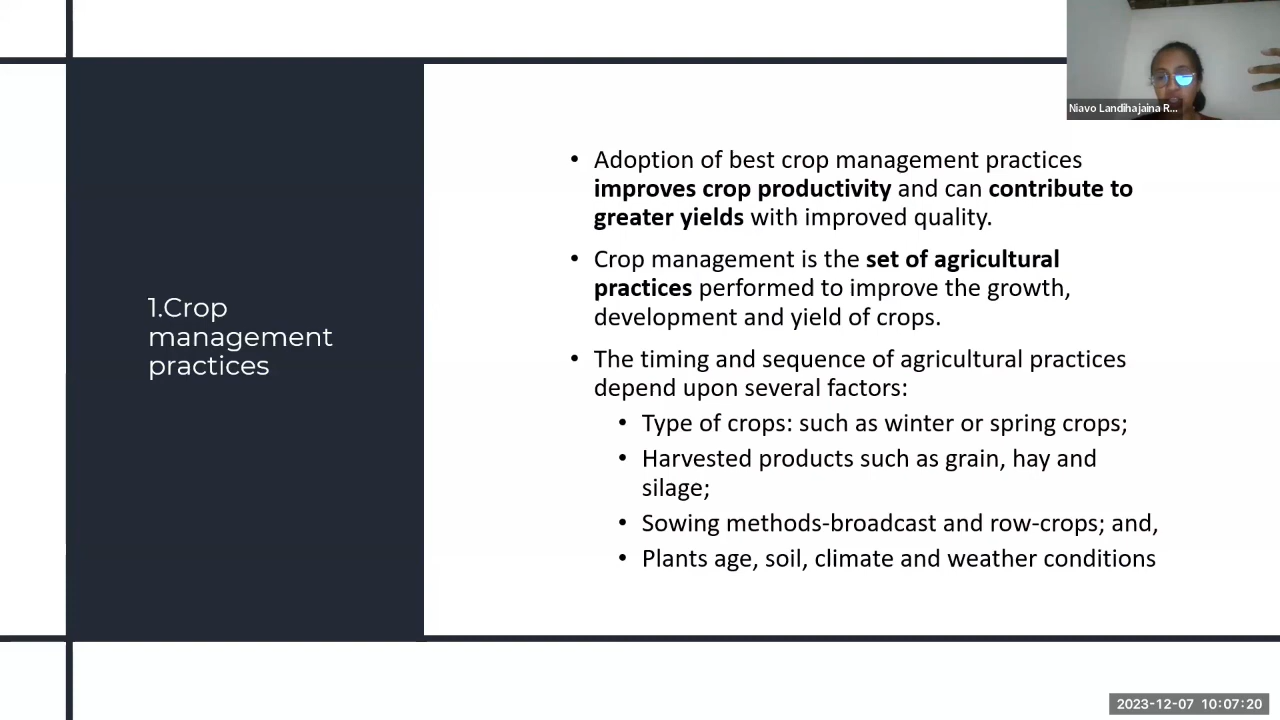 Niavo Landihajaina R...
1.Crop
management
practices
• Adoption of best crop management practices
improves crop productivity and can contribute to
greater yields with improved quality.
• Crop management is the set of agricultural
practices performed to improve the growth,
development and yield of crops.
• The timing and sequence of agricultural practices
depend upon several factors:
• Type of crops: such as winter or spring crops;
• Harvested products such as grain, hay and
silage;
• Sowing methods-broadcast and row-crops; and,
• Plants age, soil, climate and weather conditions
2023-12-07 10:07:20